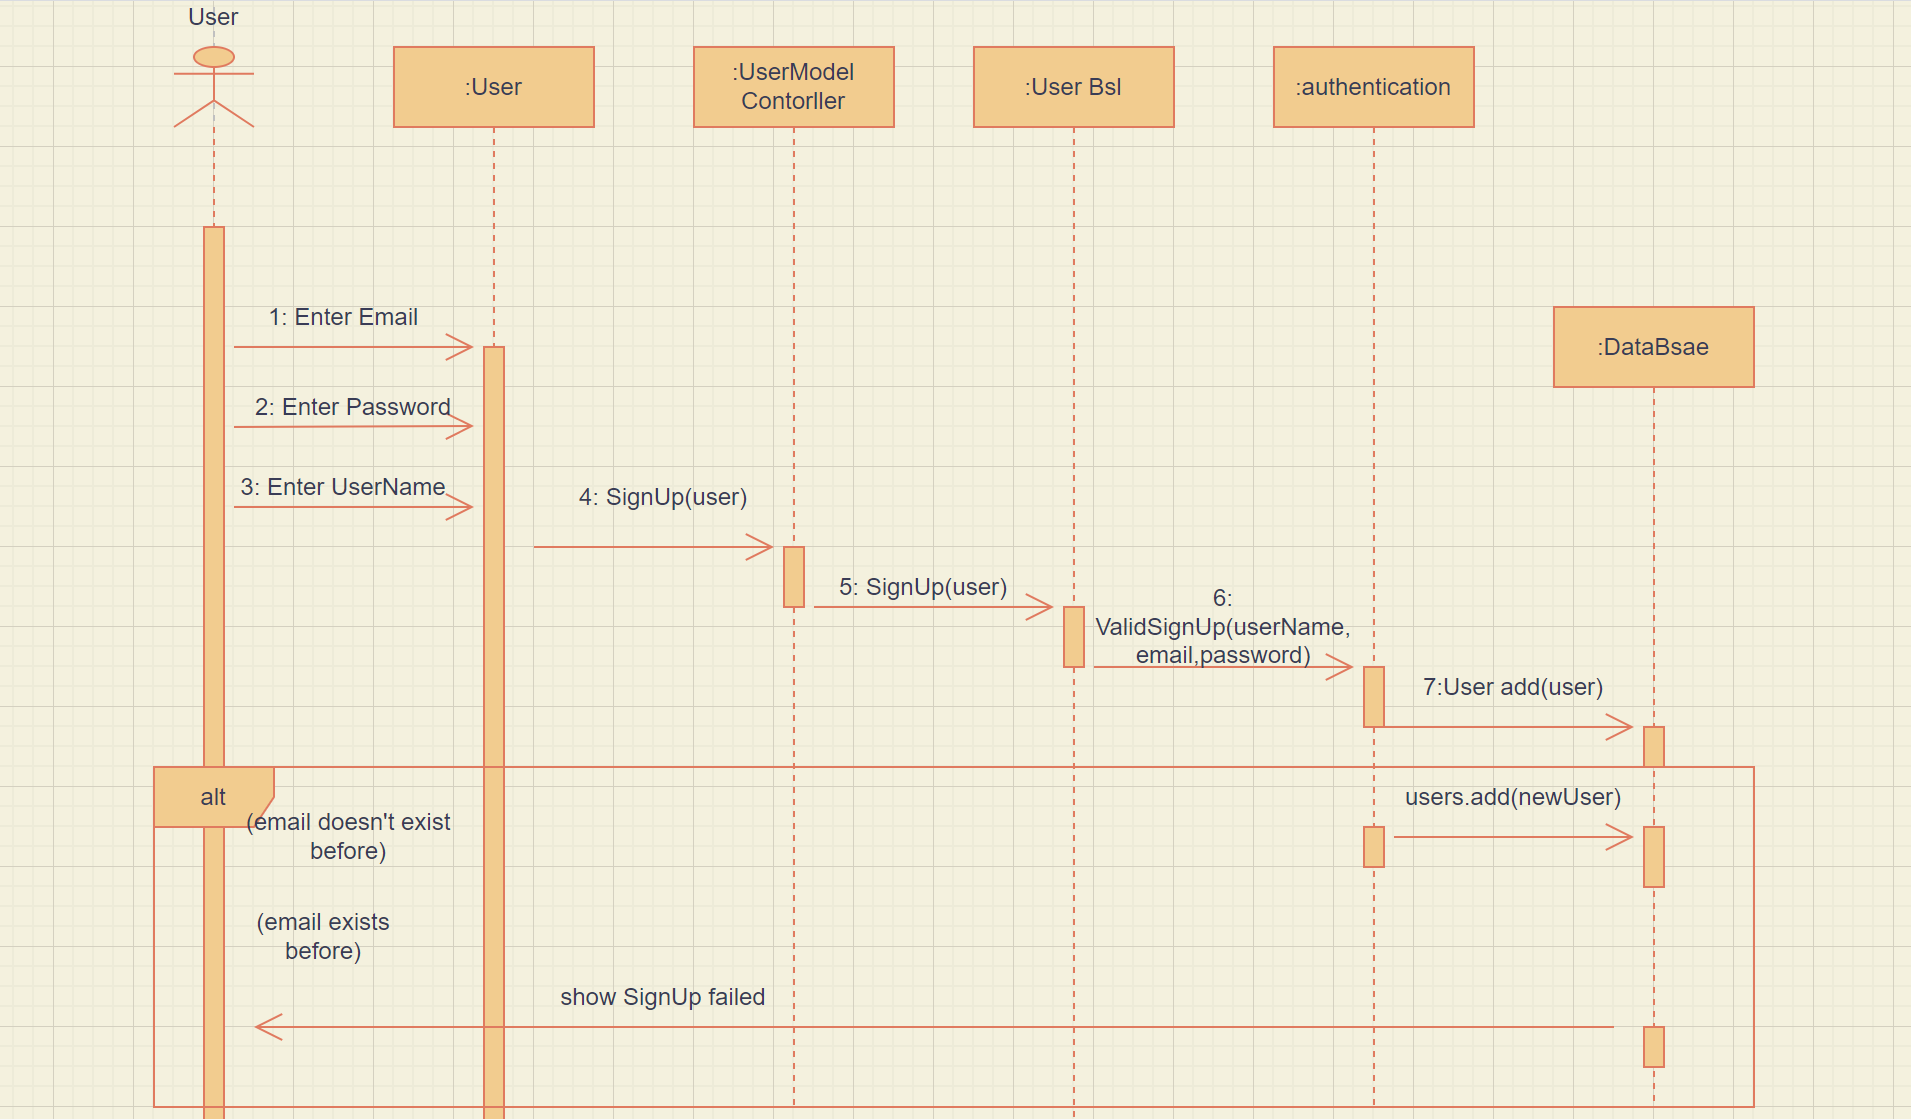 User
:User
:UserModel
Contorller
:User Bsl
:authentication
1: Enter Email
:DataBsae
2: Enter Password
3: Enter UserName
4: SignUp(user)
5: SignUp(user)
6:
ValidSignUp(userName,
email,password)
7:User add(user)
alt
users.add(newUser)
(email doesn't exist
before)
(email exists
before)
show SignUp failed